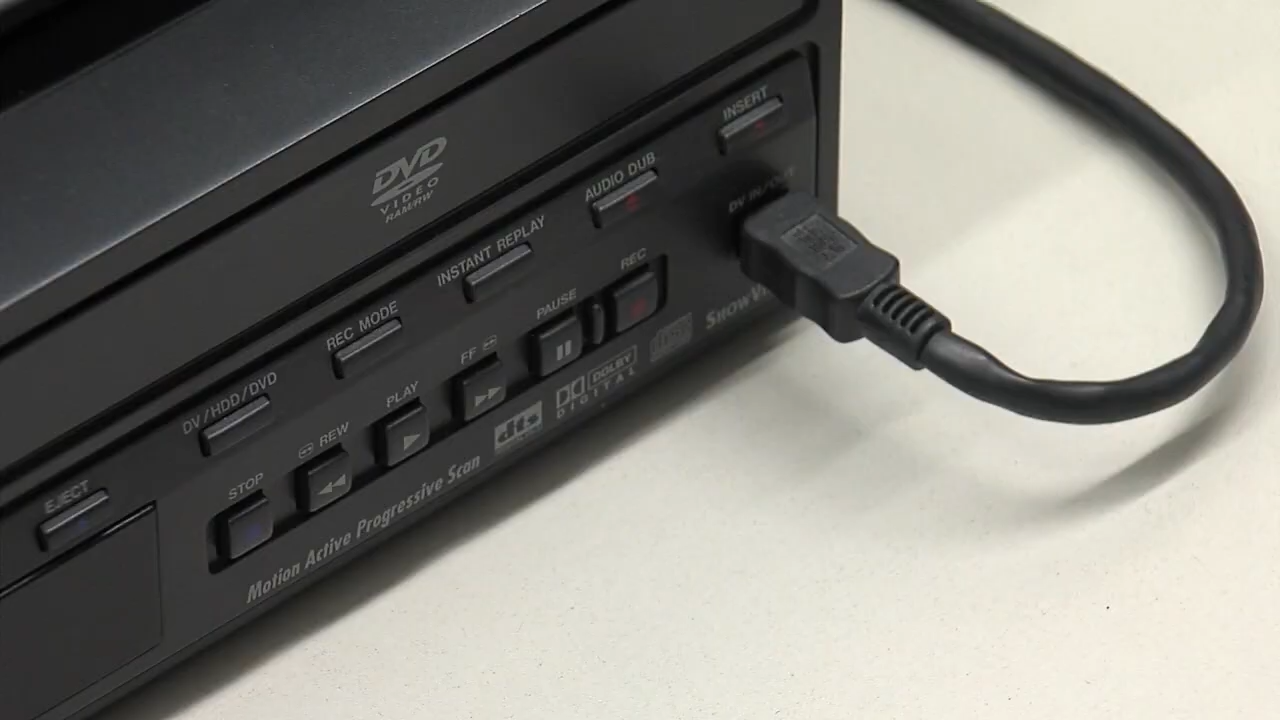 DVD
VIDEO
RAM/RW
INSERT
AUDIO DUB
DV IN/OUT
INSTANT REPLAY
REC MODE
DV/HDD/DVD
EJECT
REC
PAUSE
FF
PLAY
REW
STOP
DOLBY
DIGITAL
dts
Motion Active Progressive Scan